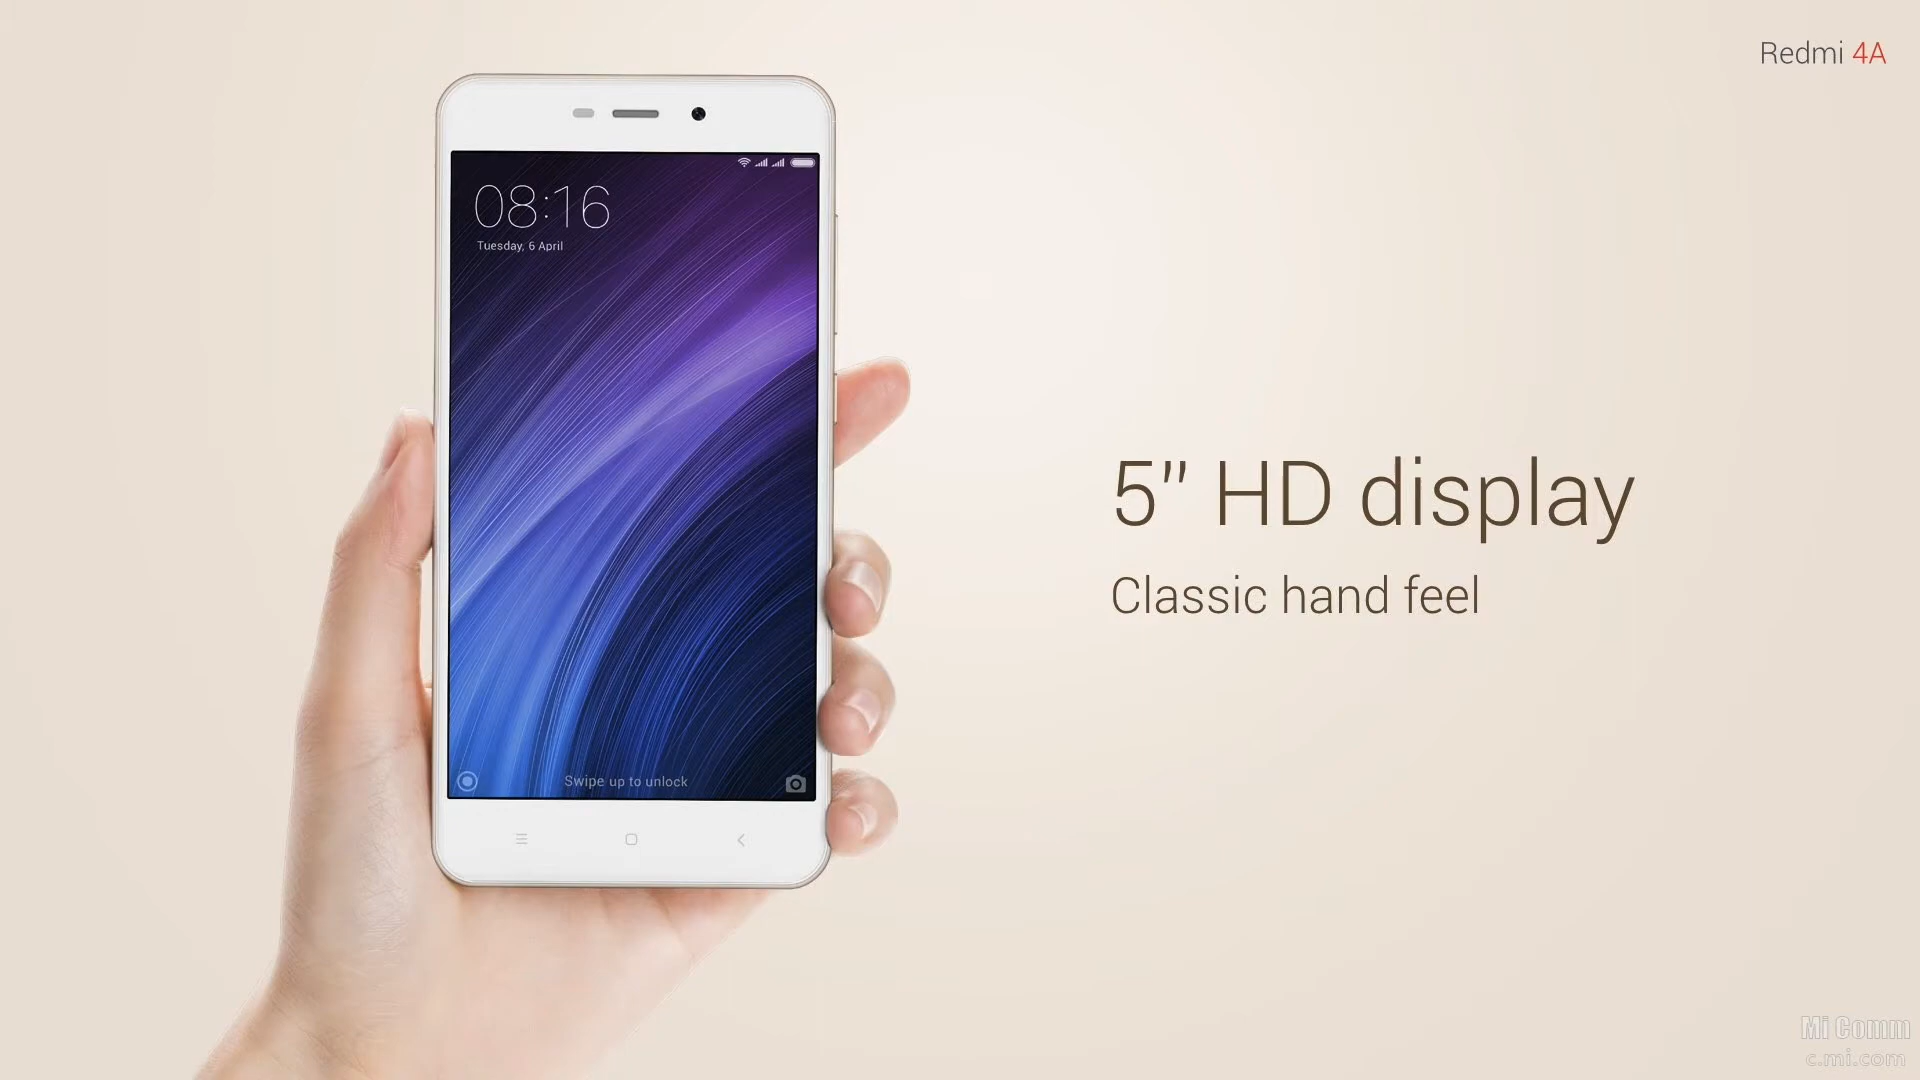 Redmi 4A
08:16
Tuesday, 6 April
5" HD display
Classic hand feel
Swipe up to unlock
Mi Comm
c.mi.com